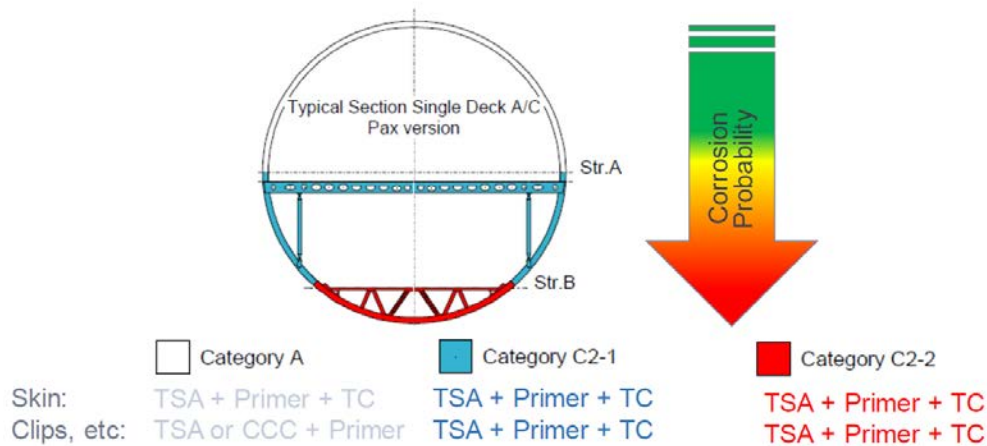 Typical Section Single Deck A/C
Pax version
Str.A
Str.B
Corrosion
Probability
Category A
Category C2-1
Category C2-2
Skin: TSA + Primer + TC TSA + Primer + TC TSA + Primer + TC
Clips, etc: TSA or CCC + Primer TSA + Primer + TC TSA + Primer + TC